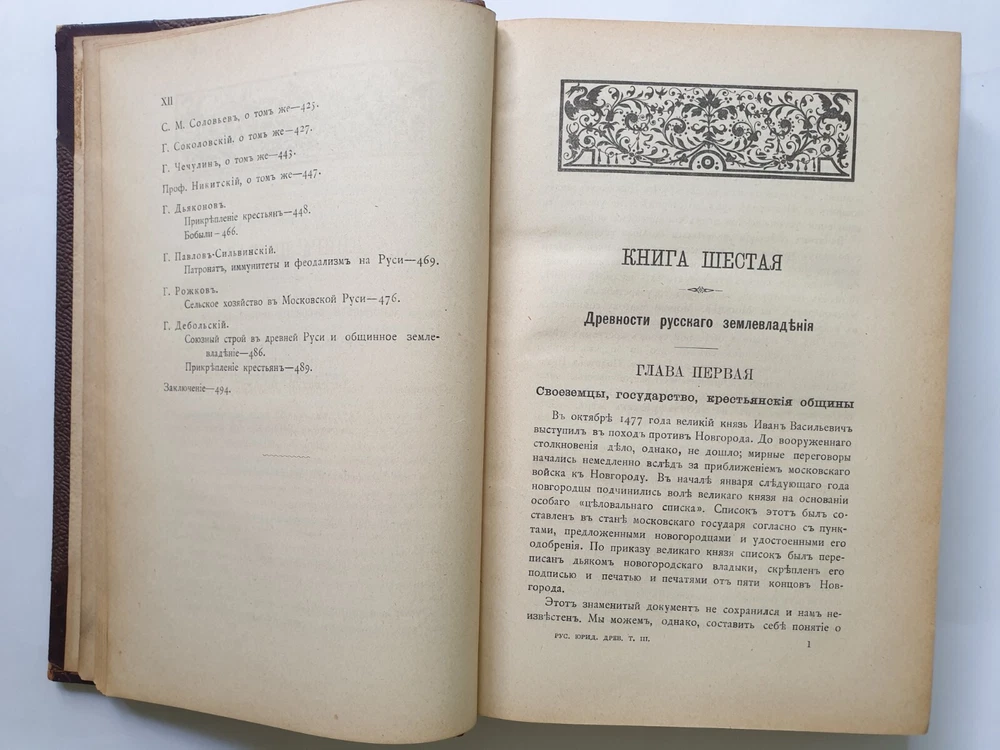 XII
С. М. Соловьевъ, о томъ же—425.
Г. Соколовскій, о томъ же—427.
Г. Чечулинъ, о томъ же—443.
Проф. Никитскій, о томъ же—447.
Г. Дьяконовъ.
Прикрѣпленіе крестьянъ—448.
Бобыли—466.
Г. Павловъ-Сильвинскій.
Патронатъ, иммунитеты и феодализмъ на Руси—469.
Г. Рожковъ.
Сельское хозяйство въ Московской Руси—476.
Г. Дебольскій.
Союзный строй въ древней Руси и общинное земле-
владѣніе—486.
Прикрѣпленіе крестьянъ—489.
Заключеніе—494.
КНИГА ШЕСТАЯ
Древности русскаго землевладѣнія
ГЛАВА ПЕРВАЯ
Своеземцы, государство, крестьянскія общины
Въ октябрѣ 1477 года великій князь Иванъ Васильевичъ
выступилъ въ походъ противъ Новгорода. До вооруженнаго
столкновенія дѣло, однако, не дошло; мирные переговоры
начались немедленно вслѣдъ за приближеніемъ московскаго
войска къ Новгороду. Въ началѣ января слѣдующаго года
новгородцы подчинились волѣ великаго князя на основаніи
особаго «цѣловальнаго списка». Списокъ этотъ былъ со-
ставленъ въ станѣ московскаго государя согласно съ пунк-
тами, предложенными новогородцами и удостоенными его
одобренія. По приказу великаго князя списокъ былъ пере-
писанъ дьякомъ новогородскаго владыки, скрѣпленъ его
подписью и печатью и печатями отъ пяти концовъ Нов-
города.
Этотъ знаменитый документъ не сохранился и намъ не-
извѣстенъ. Мы можемъ, однако, составить себѣ понятіе о
РУС. ЮРИД. ДРЕВ. Т. III.
1